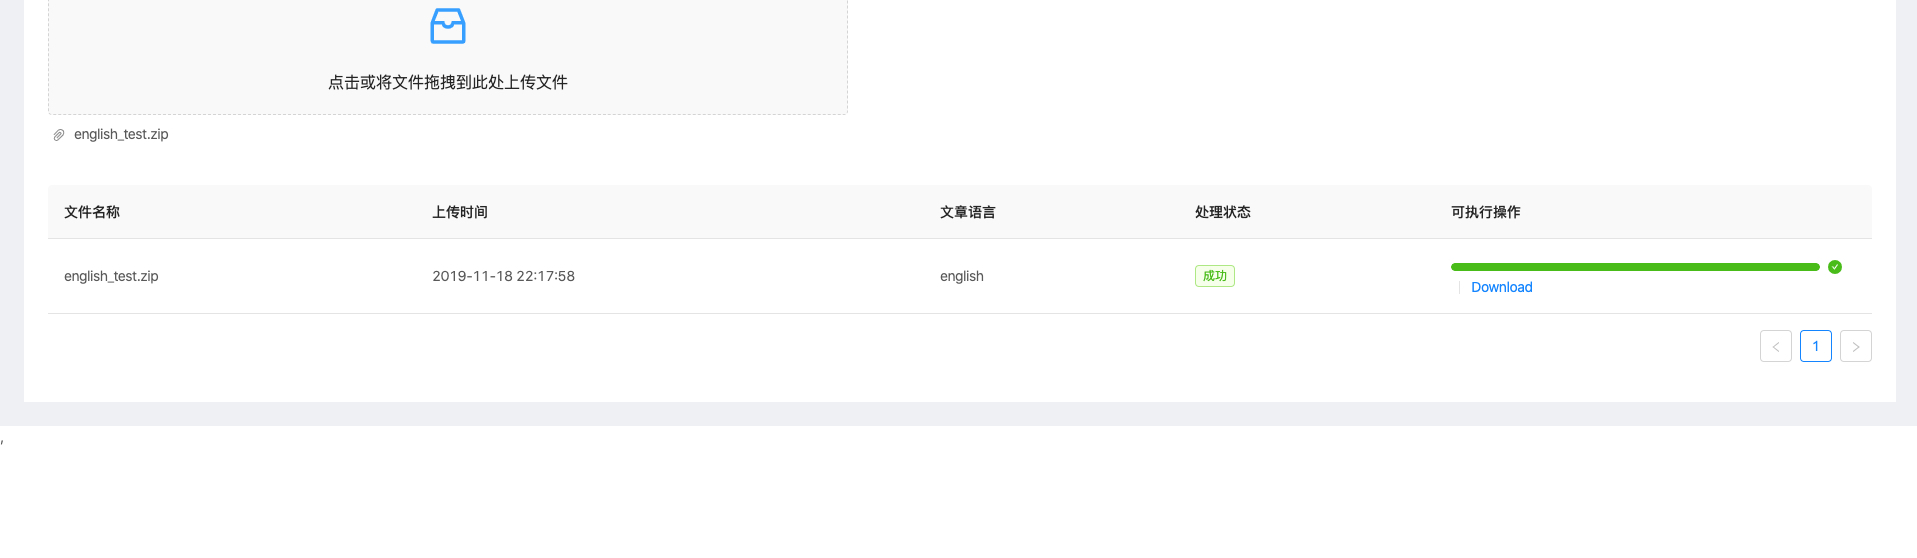 点击或将文件拖拽到此处上传文件
english_test.zip
文件名称 上传时间 文章语言 处理状态 可执行操作
english_test.zip 2019-11-18 22:17:58 english 成功
Download
1
,